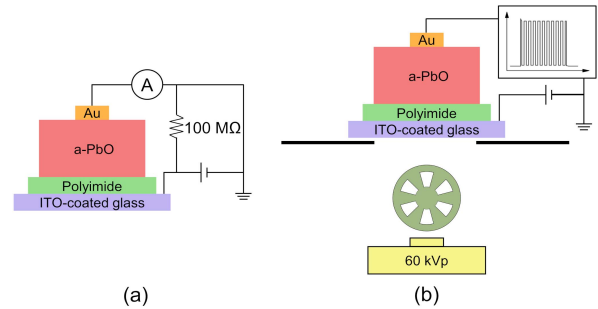 A
Au
100 MΩ
a-PbO
Polyimide
ITO-coated glass
(a)
Au
a-PbO
Polyimide
ITO-coated glass
60 kVp
(b)